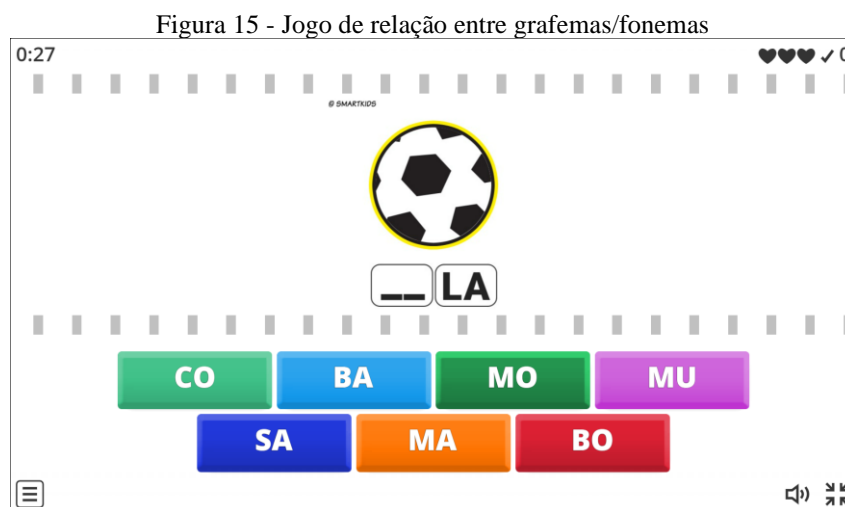 Figura 15 - Jogo de relação entre grafemas/fonemas
0:27
© SMARTKIDS
__ LA
CO BA MO MU
SA MA BO